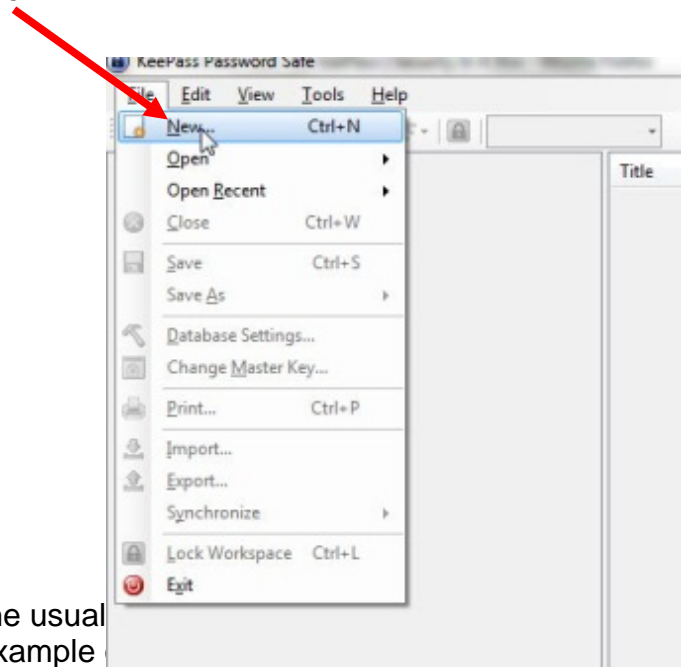 KeePass Password Safe
File Edit View Tools Help
New... Ctrl+N
Open
Open Recent
Close Ctrl+W
Save Ctrl+S
Save As
Database Settings...
Change Master Key...
Print... Ctrl+P
Import...
Export...
Synchronize
Lock Workspace Ctrl+L
Exit
Title
usual
xample